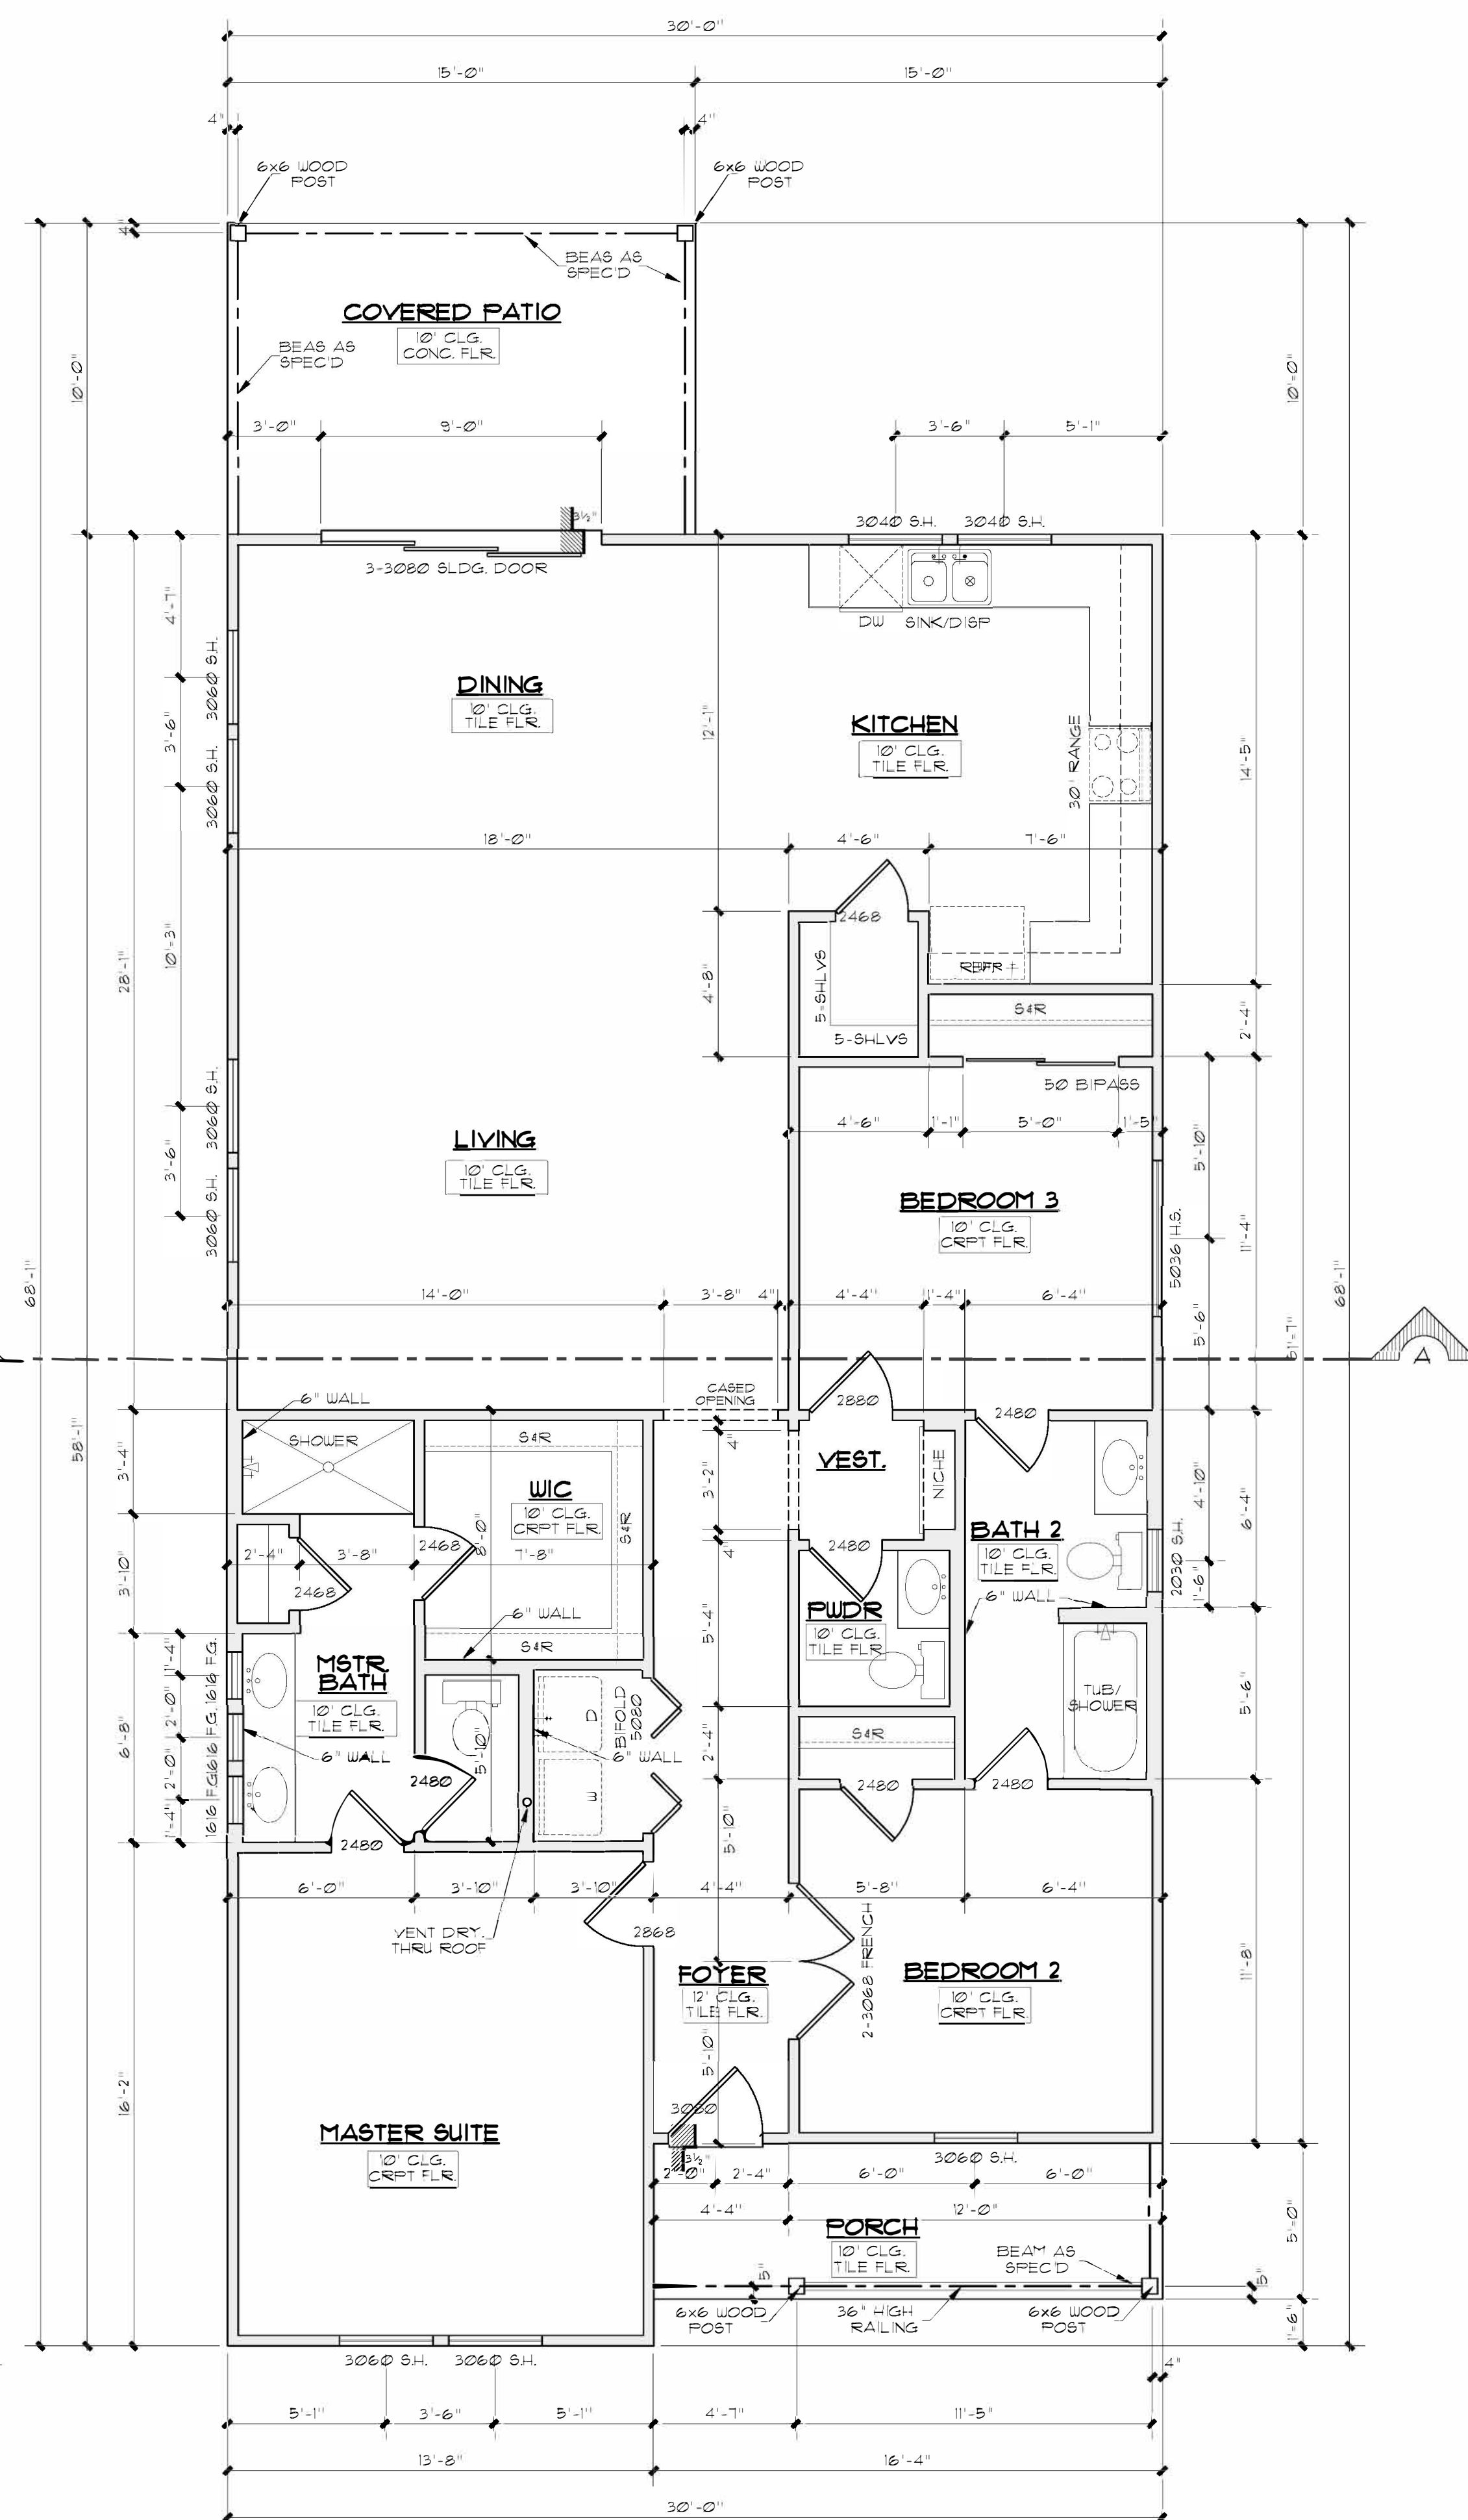 30'-0"
15'-0"
15'-0"
4"
4"
6x6 WOOD
POST
6x6 WOOD
POST
4"
BEAS AS
SPEC'D
COVERED PATIO
10' CLG.
CONC. FLR.
BEAS AS
SPEC'D
10'-0"
10'-0"
3'-0"
9'-0"
3'-6"
5'-1"
3½"
3040 S.H.
3040 S.H.
3-3080 SLDG. DOOR
DW
SINK/DISP
4'-7"
3060 S.H.
DINING
10' CLG.
TILE FLR.
12'-1"
KITCHEN
10' CLG.
TILE FLR.
30' RANGE
14'-5"
3'-6"
3060 S.H.
18'-0"
4'-6"
7'-6"
2468
10'-3"
28'-1"
4'-8"
5-SHLVS
REFR
S&R
5-SHLVS
2'-4"
50 BIPASS
3060 S.H.
4'-6"
1'-1"
5'-0"
1'-5"
LIVING
10' CLG.
TILE FLR.
3'-6"
3060 S.H.
5'-10"
BEDROOM 3
10' CLG.
CRPT FLR.
5036 H.S.
11'-4"
68'-1"
68'-1"
14'-0"
3'-8"
4"
4'-4"
1'-4"
6'-4"
5'-6"
51'-7"
A
CASED
OPENING
2880
2480
6" WALL
58'-1"
SHOWER
S&R
4"
3'-4"
WIC
10' CLG.
CRPT FLR.
S&R
3'-2"
VEST.
NICHE
4'-10"
6'-4"
BATH 2
10' CLG.
TILE FLR.
2030 S.H.
2'-4"
3'-8"
2468
8'-0"
7'-8"
4"
2480
3'-10"
2468
1'-6"
6" WALL
6" WALL
5'-4"
PWDR
10' CLG.
TILE FLR.
S&R
1'-4"
1616 F.G.
MSTR.
BATH
10' CLG.
TILE FLR.
5'-6"
TUB/
SHOWER
2'-0"
1616 F.G.
6'-8"
D
BIFOLD
5080
S&R
6" WALL
5'-10"
6" WALL
2'-4"
2'-0"
1616 F.G.
2480
2480
2480
W
1'-4"
2480
5'-10"
6'-0"
3'-10"
3'-10"
4'-4"
5'-8"
6'-4"
VENT DRY.
THRU ROOF
2868
2-3068 FRENCH
FOYER
12' CLG.
TILE FLR.
BEDROOM 2
10' CLG.
CRPT FLR.
11'-8"
5'-10"
16'-2"
MASTER SUITE
10' CLG.
CRPT FLR.
3½"
3060 S.H.
2'-0"
2'-4"
6'-0"
6'-0"
4'-4"
12'-0"
5'-0"
PORCH
10' CLG.
TILE FLR.
BEAM AS
SPEC'D
5"
5"
6x6 WOOD
POST
36" HIGH
RAILING
6x6 WOOD
POST
1'-6"
3060 S.H.
3060 S.H.
4"
5'-1"
3'-6"
5'-1"
4'-7"
11'-5"
13'-8"
16'-4"
30'-0"